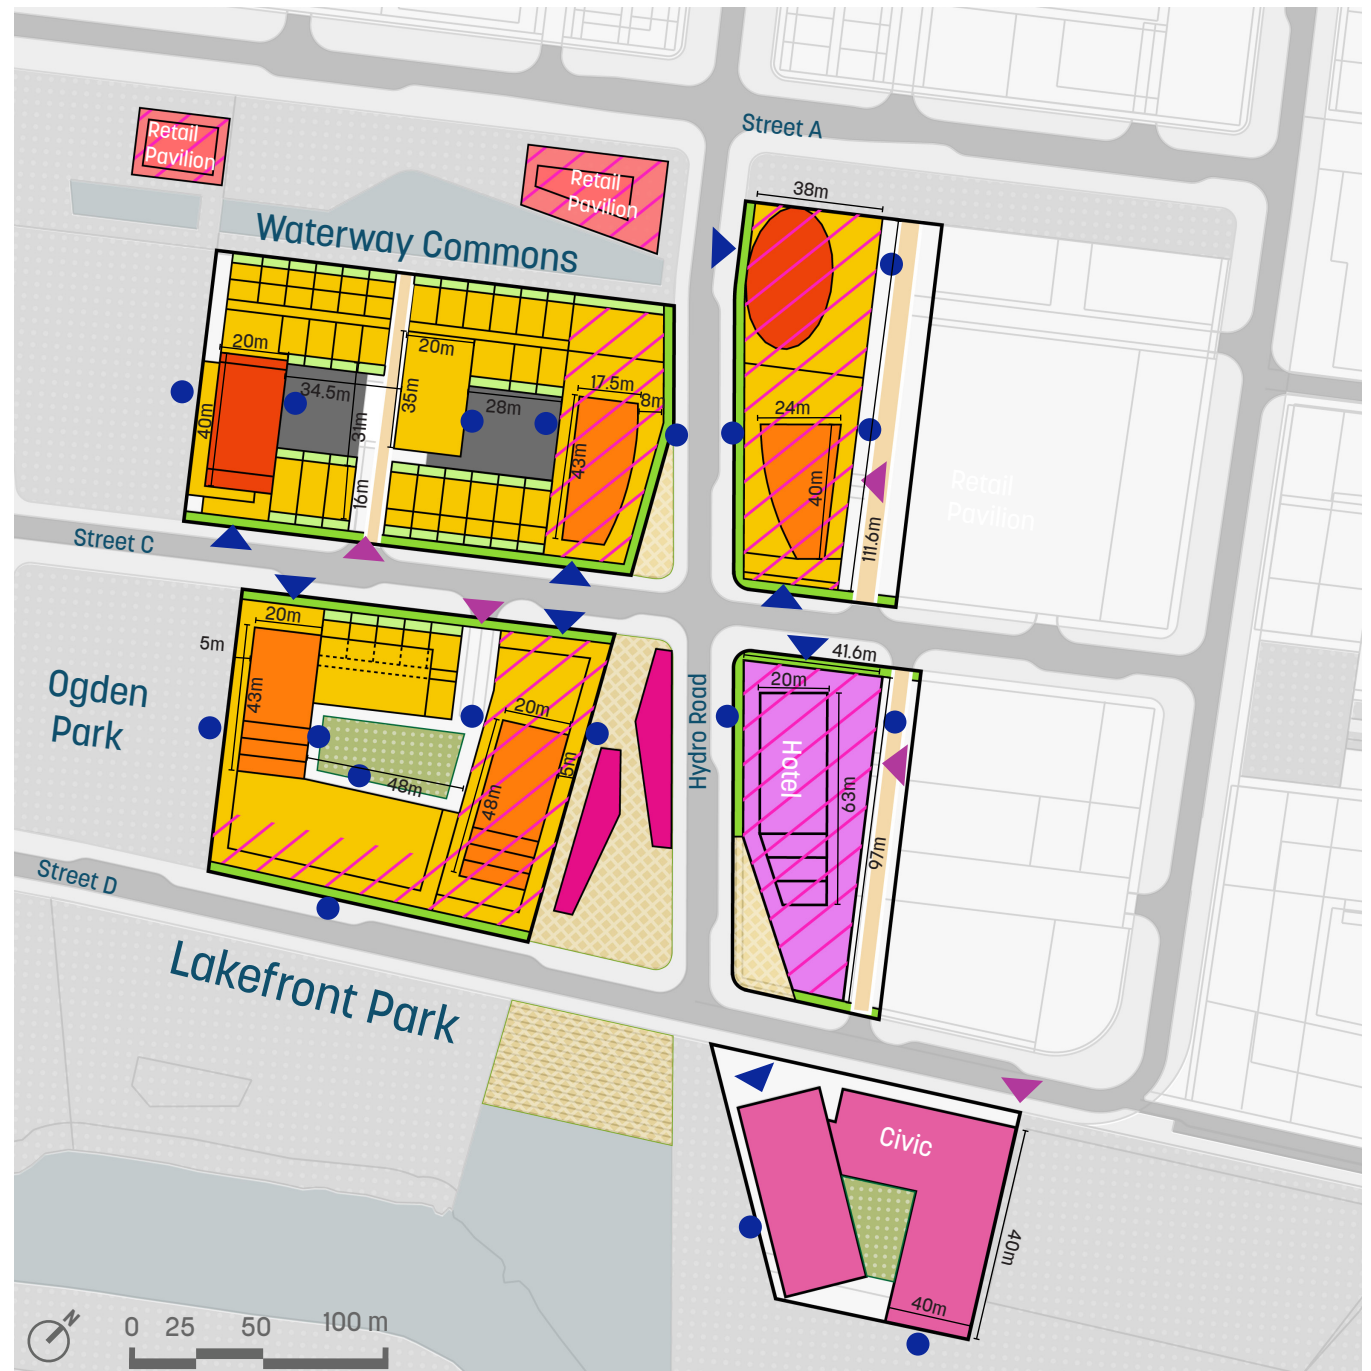 Street A
Retail
Pavilion
Retail
Pavilion
38m
Waterway Commons
20m
20m
34.5m
35m
28m
17.5m
8m
40m
31m
43m
16m
24m
40m
111.6m
Retail
Pavilion
Street C
20m
5m
43m
48m
20m
5m
48m
Ogden
Park
Hydro Road
41.6m
20m
Hotel
63m
97m
Street D
Lakefront Park
Civic
40m
40m
N
0 25 50 100 m